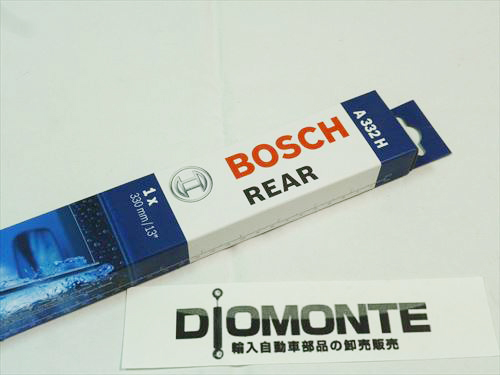 1 x
330 mm / 13"
BOSCH
REAR
A 332 H
DIOMONTE
輸入自動車部品の卸売販売